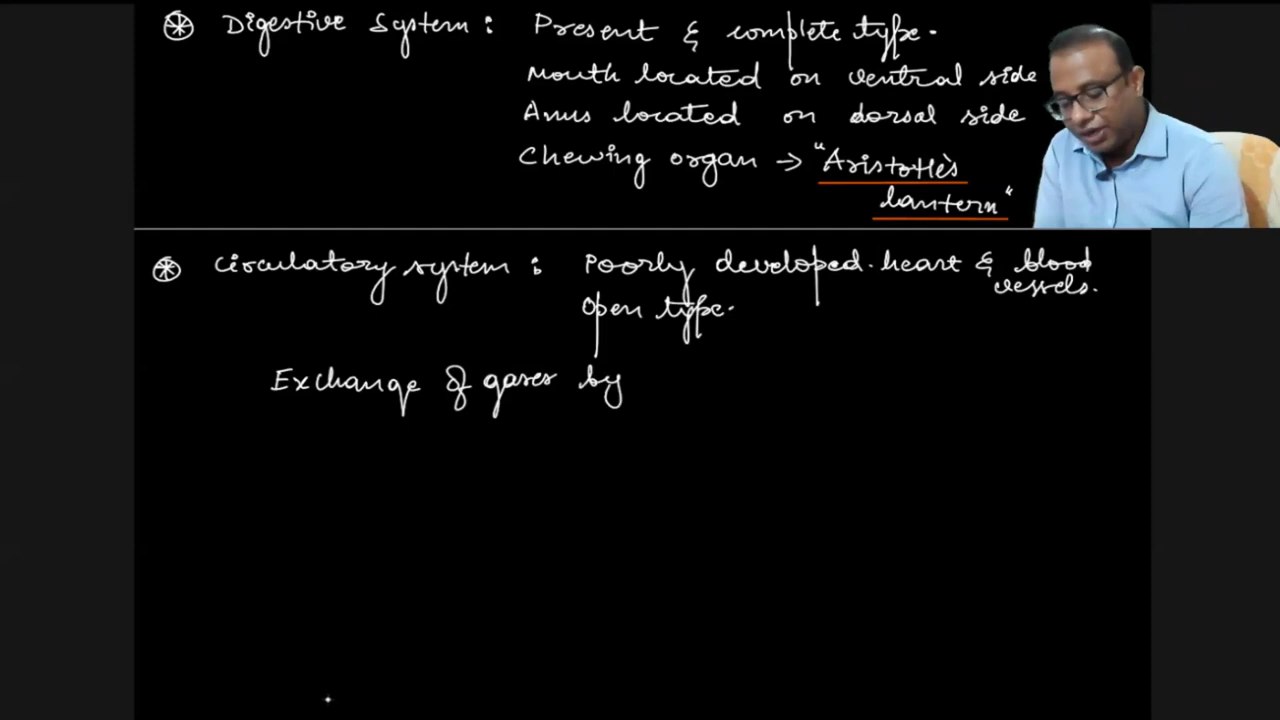 ⊛ Digestive System : Present & complete type.
Mouth located on ventral side
Anus located on dorsal side
Chewing organ → "Aristotle's
lantern"
⊛ Circulatory system : Poorly developed. heart & blood
vessels.
Open type.
Exchange of gases by